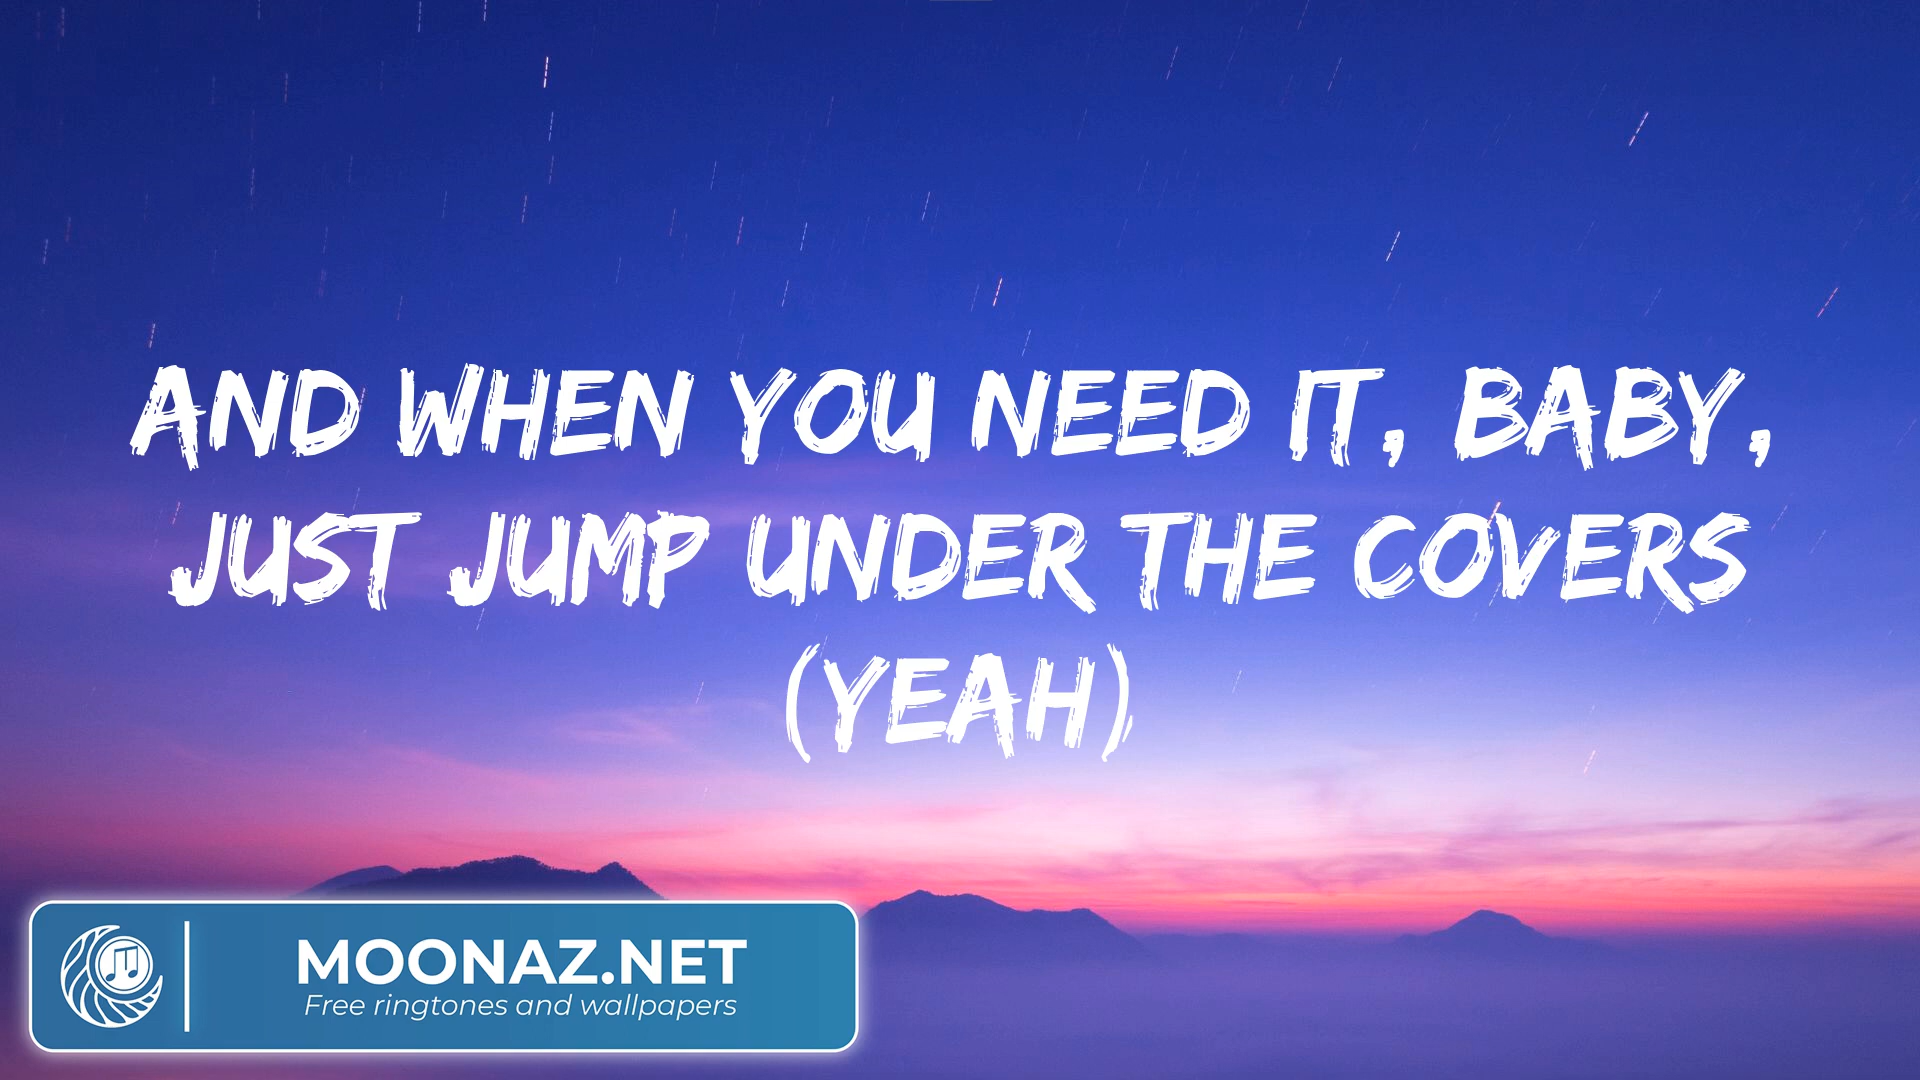 AND WHEN YOU NEED IT, BABY,
JUST JUMP UNDER THE COVERS
(YEAH)
MOONAZ.NET
Free ringtones and wallpapers